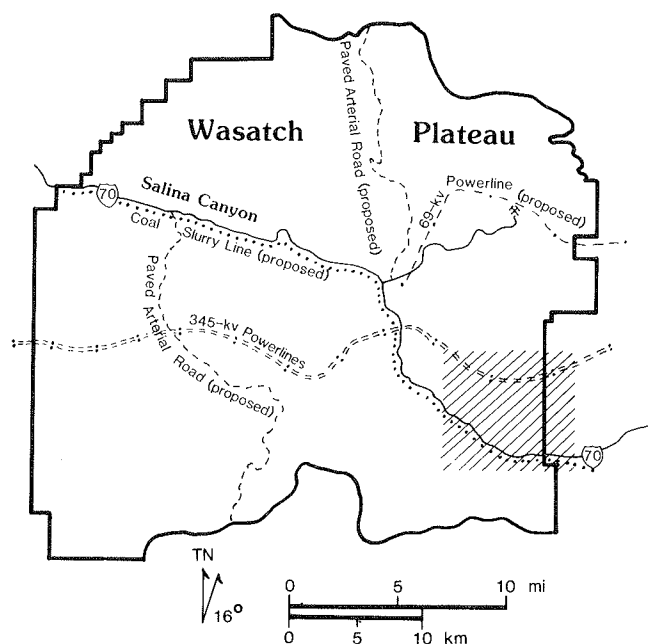 Wasatch
Plateau
Paved Arterial Road (proposed)
69-kv
Powerline (proposed)
70
Salina Canyon
Coal Slurry Line (proposed)
Paved Arterial Road (proposed)
345-kv Powerlines
70
TN
16°
0 5 10 mi
0 5 10 km